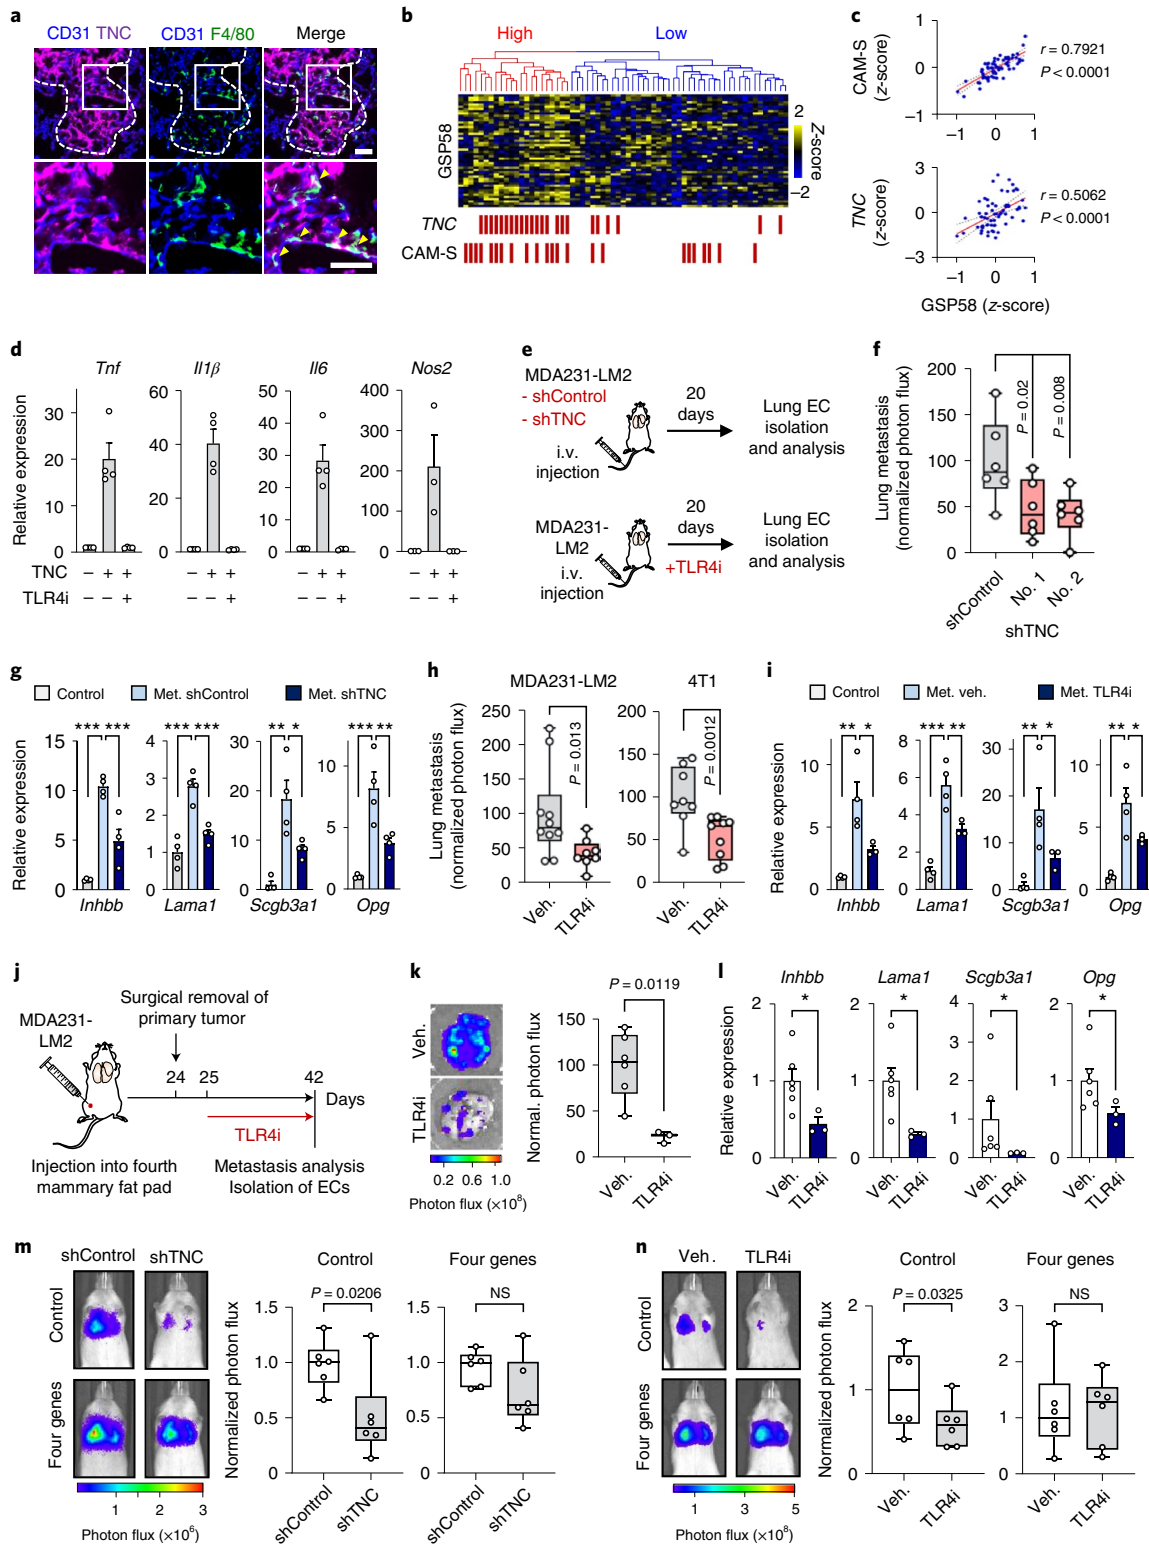 a
CD31 TNC
CD31 F4/80
Merge
b
High
Low
GSP58
2
−2
Z-score
TNC
CAM-S
c
CAM-S
(z-score)
1
0
−1
−1 0 1
r = 0.7921
P < 0.0001
TNC
(z-score)
3
0
−3
−1 0 1
r = 0.5062
P < 0.0001
GSP58 (z-score)
d
Relative expression
Tnf
30
20
10
0
Il1β
60
40
20
0
Il6
50
40
30
20
10
0
Nos2
400
300
200
100
0
TNC − + + − + + − + + − + +
TLR4i − − + − − + − − + − − +
e
MDA231-LM2
- shControl
- shTNC
i.v.
injection
20
days
Lung EC
isolation
and analysis
MDA231-
LM2
i.v.
injection
20
days
+TLR4i
Lung EC
isolation
and analysis
f
Lung metastasis
(normalized photon flux)
200
150
100
50
0
P = 0.02
P = 0.008
shControl
No. 1
No. 2
shTNC
g
Control
Met. shControl
Met. shTNC
Relative expression
*** ***
15
10
5
0
Inhbb
*** ***
4
3
2
1
0
Lama1
** *
30
20
10
0
Scgb3a1
*** **
10
5
0
Opg
h
Lung metastasis
(normalized photon flux)
MDA231-LM2
250
200
150
100
50
0
P = 0.013
Veh.
TLR4i
4T1
200
150
100
50
0
P = 0.0012
Veh.
TLR4i
i
Control
Met. veh.
Met. TLR4i
Relative expression
** *
10
5
0
Inhbb
*** **
8
6
4
2
0
Lama1
** *
30
20
10
0
Scgb3a1
** *
10
5
0
Opg
j
MDA231-
LM2
Surgical removal of
primary tumor
24 25 42 Days
TLR4i
Injection into fourth
mammary fat pad
Metastasis analysis
Isolation of ECs
k
Veh.
TLR4i
0.2 0.6 1.0
Photon flux (×10⁸)
Normal. photon flux
P = 0.0119
150
100
50
0
Veh.
TLR4i
l
Relative expression
Inhbb
*
2
1
0
Veh.
TLR4i
Lama1
*
2
1
0
Veh.
TLR4i
Scgb3a1
*
4
3
2
1
0
Veh.
TLR4i
Opg
*
2
1
0
Veh.
TLR4i
m
shControl shTNC
Control
Four genes
1 2 3
Photon flux (×10⁶)
Normalized photon flux
Control
P = 0.0206
1.5
1.0
0.5
0
shControl
shTNC
Four genes
NS
1.5
1.0
0.5
0
shControl
shTNC
n
Veh. TLR4i
Control
Four genes
1 3 5
Photon flux (×10⁸)
Normalized photon flux
Control
P = 0.0325
2
1
0
Veh.
TLR4i
Four genes
NS
3
2
1
0
Veh.
TLR4i